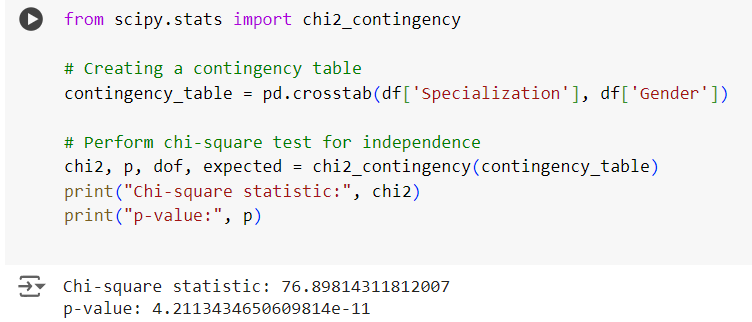 from scipy.stats import chi2_contingency
# Creating a contingency table
contingency_table = pd.crosstab(df['Specialization'], df['Gender'])
# Perform chi-square test for independence
chi2, p, dof, expected = chi2_contingency(contingency_table)
print("Chi-square statistic:", chi2)
print("p-value:", p)
Chi-square statistic: 76.89814311812007
p-value: 4.2113434650609814e-11